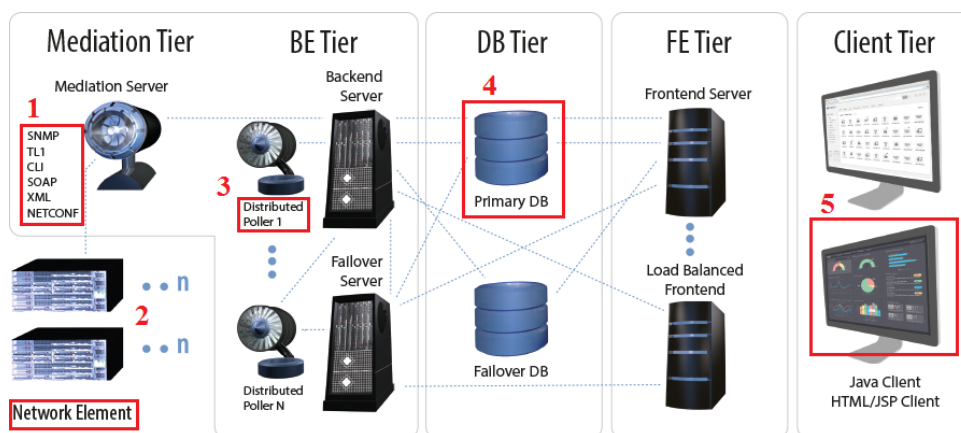 Mediation Tier
BE Tier
DB Tier
FE Tier
Client Tier
1
Mediation Server
SNMP
TL1
CLI
SOAP
XML
NETCONF
2
n
n
Network Element
Backend
Server
3
Distributed
Poller 1
Failover
Server
Distributed
Poller N
4
Primary DB
Failover DB
Frontend Server
Load Balanced
Frontend
5
Java Client
HTML/JSP Client